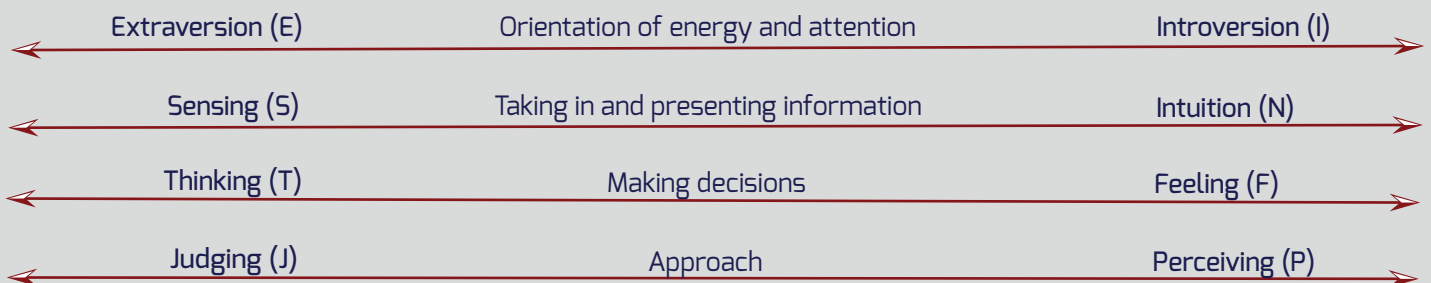 Extraversion (E) Orientation of energy and attention Introversion (I)
Sensing (S) Taking in and presenting information Intuition (N)
Thinking (T) Making decisions Feeling (F)
Judging (J) Approach Perceiving (P)